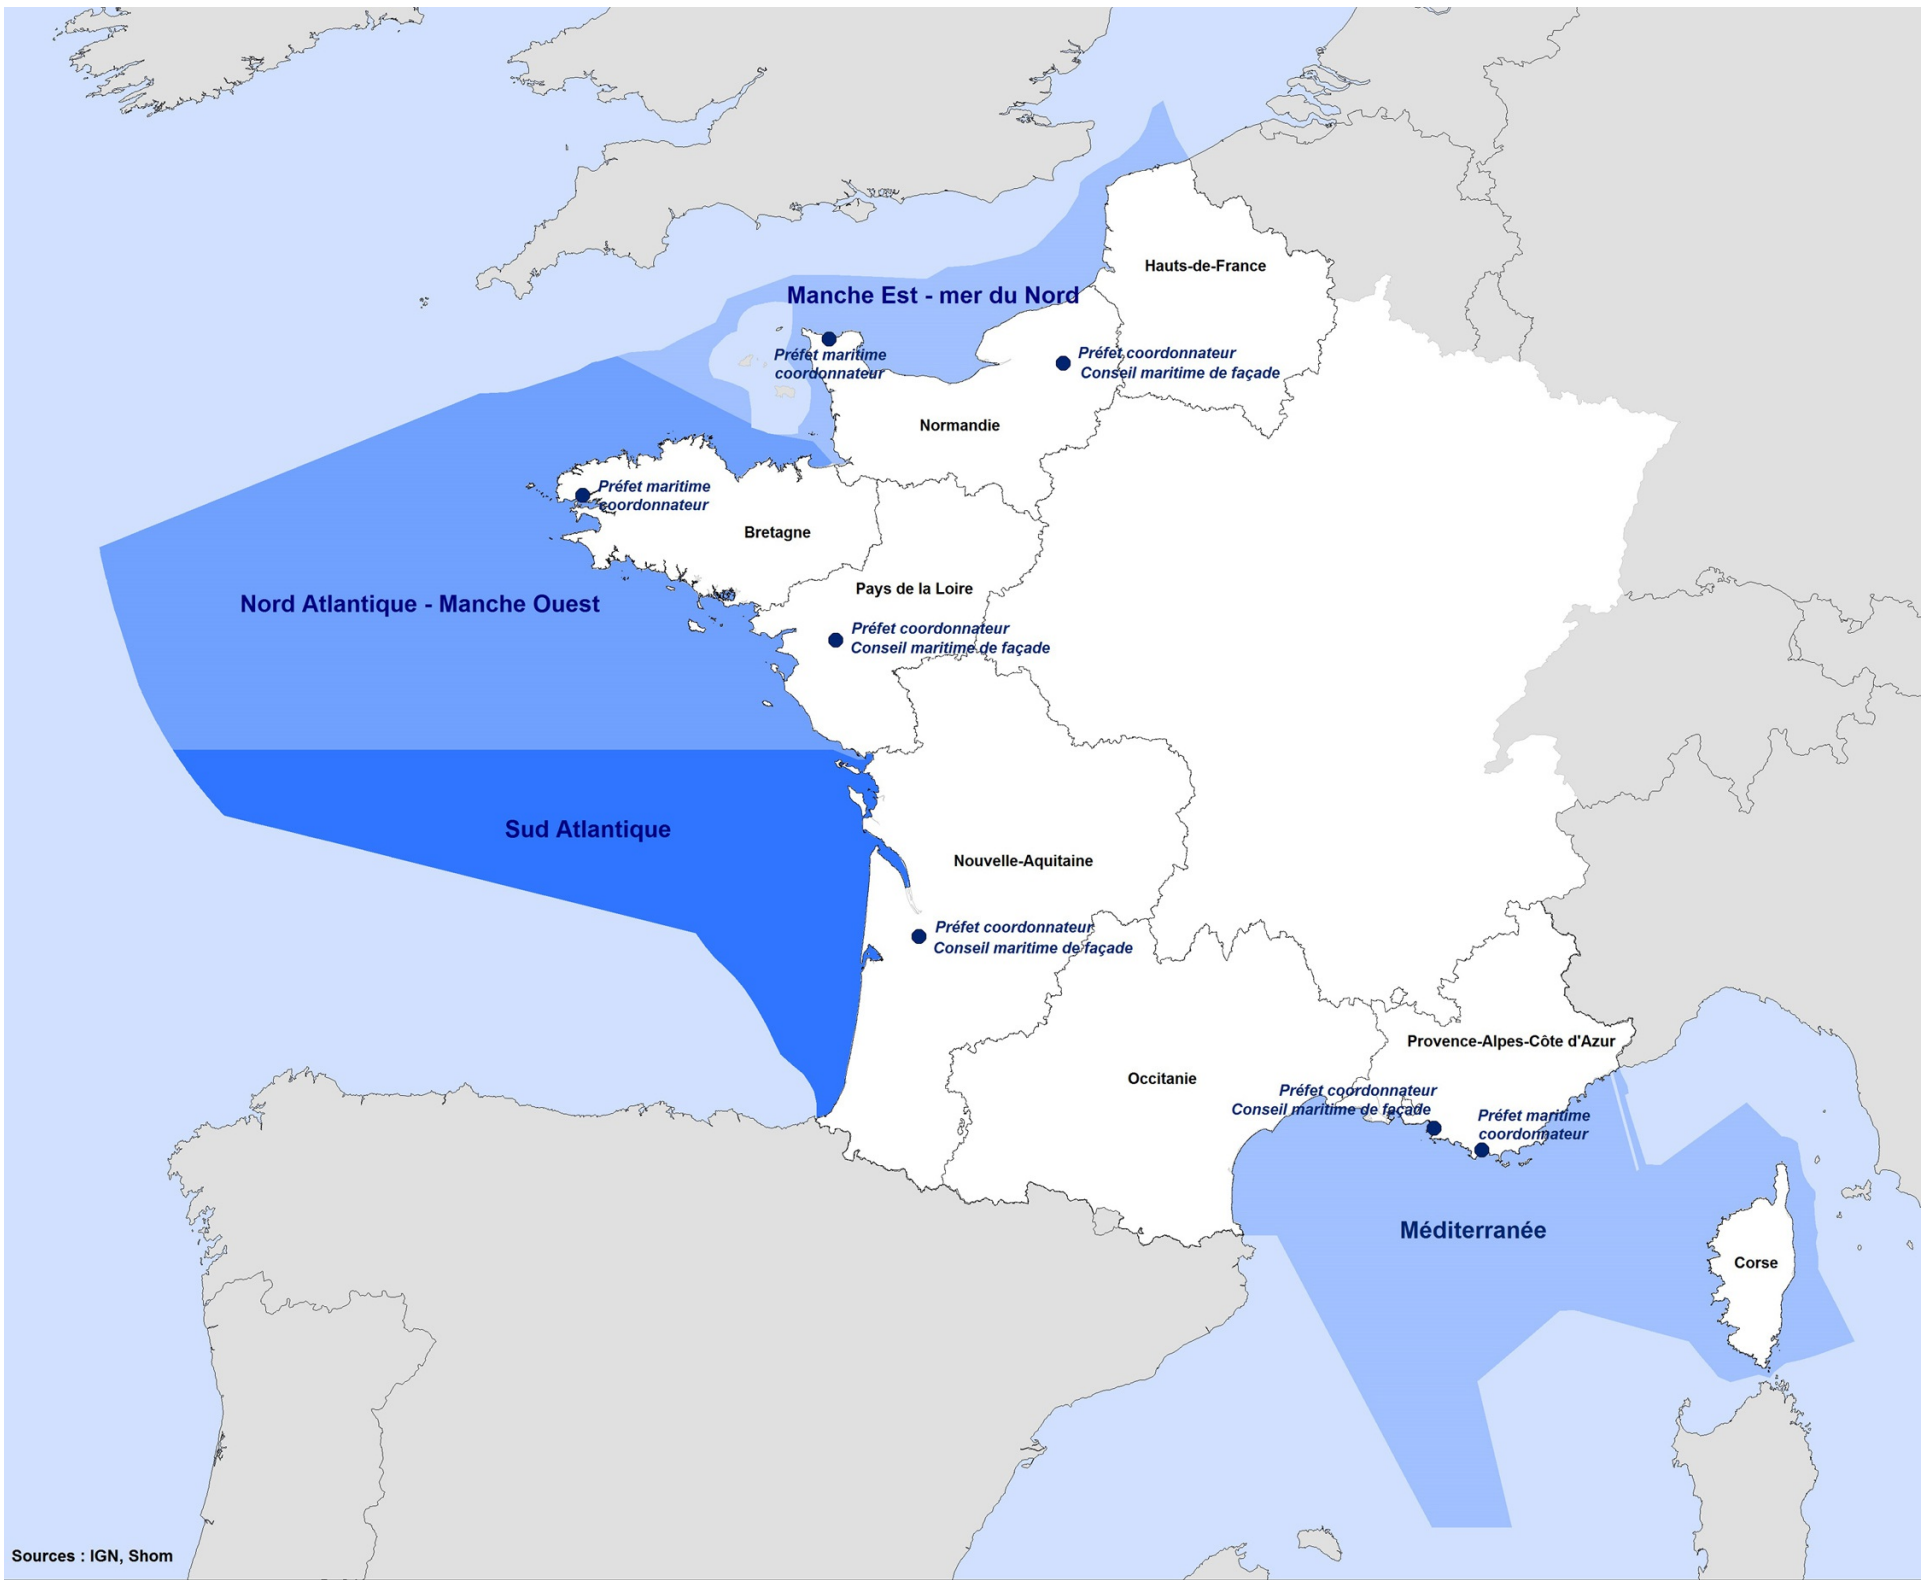 Hauts-de-France
Manche Est - mer du Nord
Préfet maritime
coordonnateur
Préfet coordonnateur
Conseil maritime de façade
Normandie
Préfet maritime
coordonnateur
Bretagne
Pays de la Loire
Nord Atlantique - Manche Ouest
Préfet coordonnateur
Conseil maritime de façade
Sud Atlantique
Nouvelle-Aquitaine
Préfet coordonnateur
Conseil maritime de façade
Provence-Alpes-Côte d'Azur
Occitanie
Préfet coordonnateur
Conseil maritime de façade
Préfet maritime
coordonnateur
Méditerranée
Corse
Sources : IGN, Shom